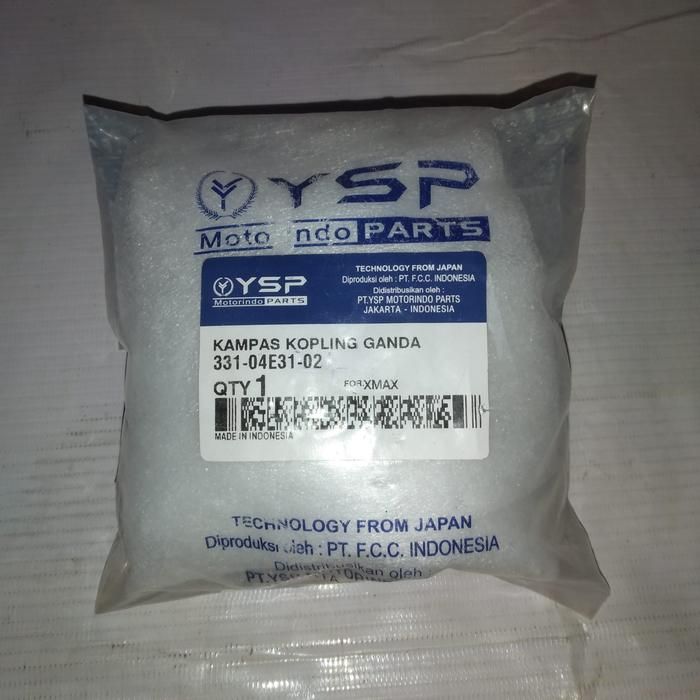 YSP
Moto ndo PARTS
YSP
Motorindo PARTS
TECHNOLOGY FROM JAPAN
Diproduksi oleh : PT. F.C.C. INDONESIA
Didistribusikan oleh :
PT.YSP MOTORINDO PARTS
JAKARTA - INDONESIA
KAMPAS KOPLING GANDA
331-04E31-02
QTY 1 FOR XMAX
MADE IN INDONESIA
TECHNOLOGY FROM JAPAN
Diproduksi oleh : PT. F.C.C. INDONESIA
Didistribusikan oleh :